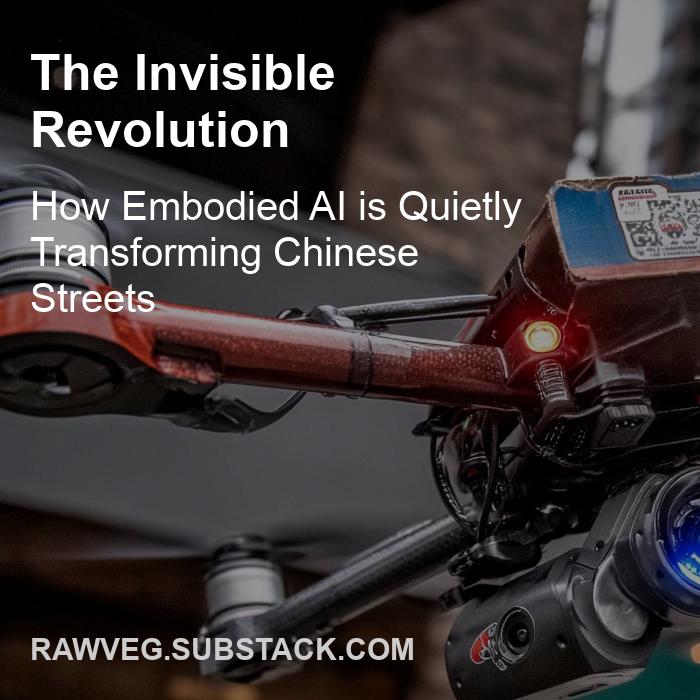 The Invisible
Revolution
How Embodied AI is Quietly
Transforming Chinese
Streets
RAWVEG.SUBSTACK.COM